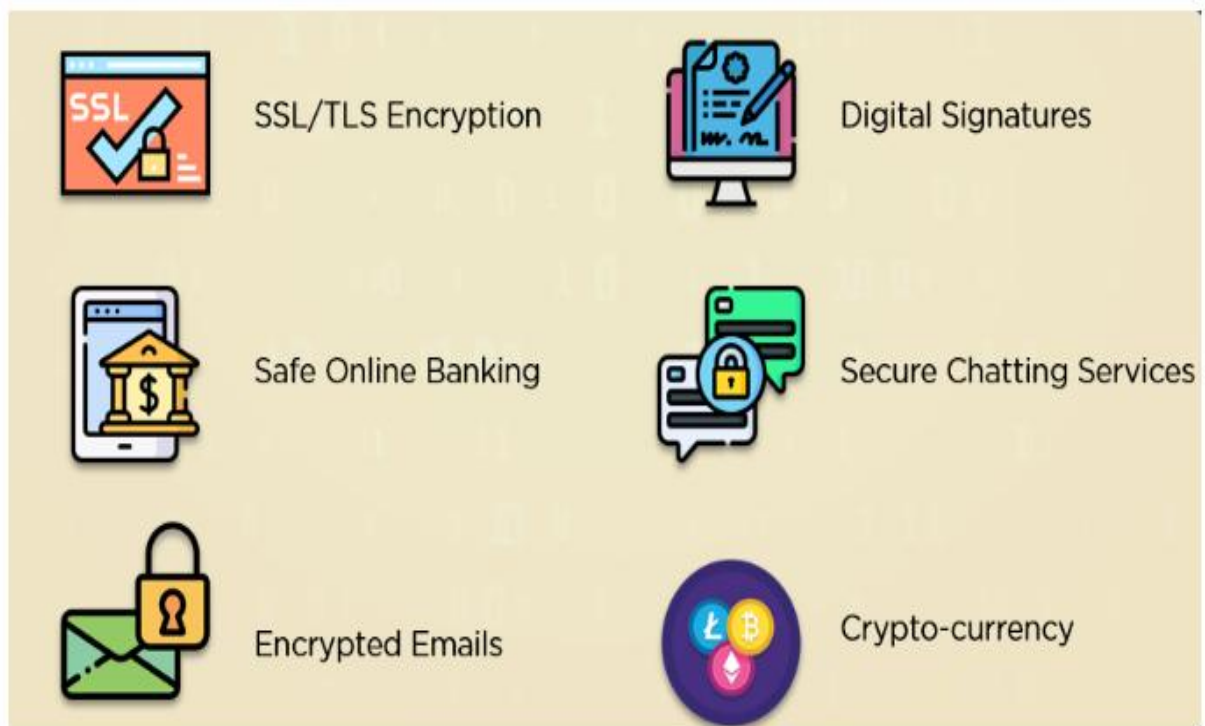 SSL
SSL/TLS Encryption
Digital Signatures
$
Safe Online Banking
Secure Chatting Services
Encrypted Emails
Crypto-currency